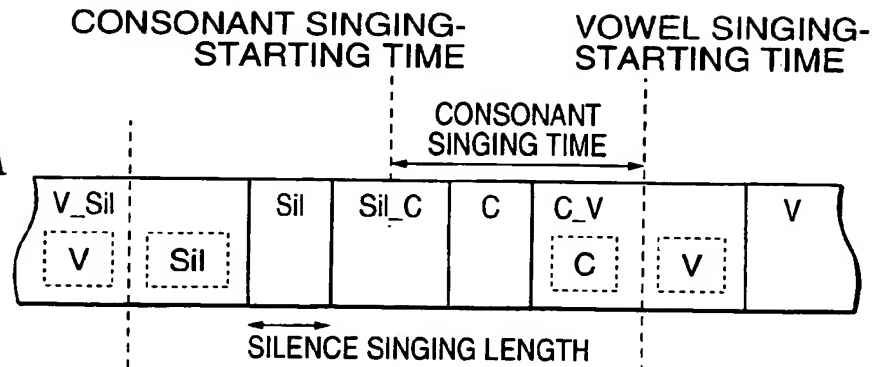 CONSONANT SINGING-
STARTING TIME
VOWEL SINGING-
STARTING TIME
CONSONANT
SINGING TIME
V_Sil Sil Sil_C C C_V V
V Sil C V
SILENCE SINGING LENGTH